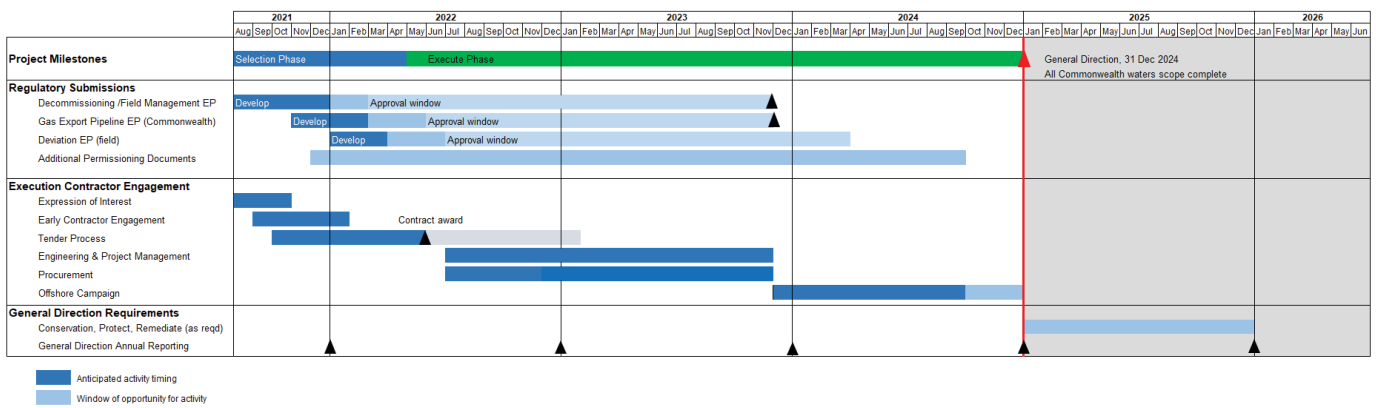 2021 2022 2023 2024 2025 2026
Aug Sep Oct Nov Dec Jan Feb Mar Apr May Jun Jul Aug Sep Oct Nov Dec Jan Feb Mar Apr May Jun Jul Aug Sep Oct Nov Dec Jan Feb Mar Apr May Jun Jul Aug Sep Oct Nov Dec Jan Feb Mar Apr May Jun Jul Aug Sep Oct Nov Dec Jan Feb Mar Apr May Jun
Project Milestones Selection Phase Execute Phase General Direction, 31 Dec 2024
All Commonwealth waters scope complete
Regulatory Submissions
Decommissioning /Field Management EP Develop Approval window
Gas Export Pipeline EP (Commonwealth) Develop Approval window
Deviation EP (field) Develop Approval window
Additional Permissioning Documents
Execution Contractor Engagement
Expression of Interest
Early Contractor Engagement Contract award
Tender Process
Engineering & Project Management
Procurement
Offshore Campaign
General Direction Requirements
Conservation, Protect, Remediate (as reqd)
General Direction Annual Reporting
Anticipated activity timing
Window of opportunity for activity